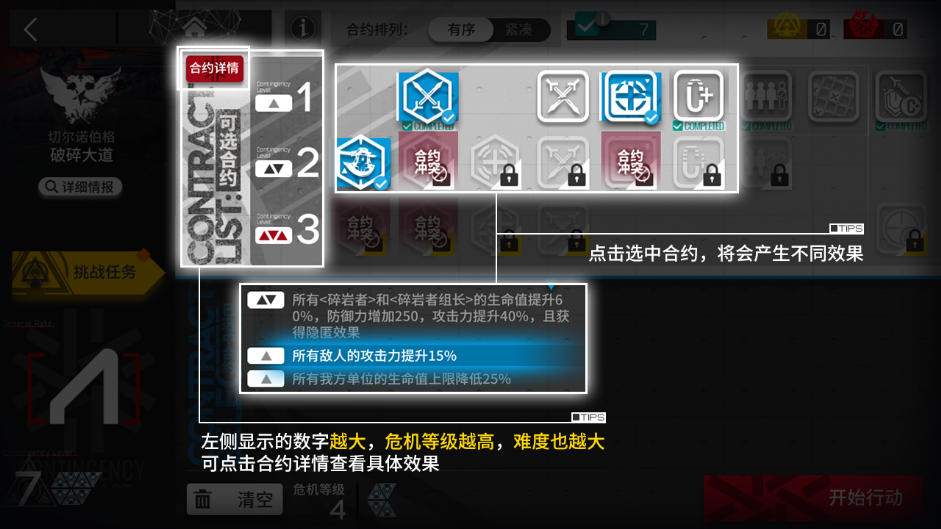 合约排列：
有序
紧凑
7
0
0
合约详情
CONTRACT
LIST:
可选合约
Contingency
Level
1
Contingency
Level
2
Contingency
Level
3
COMPLETED
COMPLETED
COMPLETED
COMPLETED
合约
冲突
合约
冲突
合约
冲突
合约
冲突
切尔诺伯格
破碎大道
详细情报
挑战任务
TIPS
点击选中合约，将会产生不同效果
所有<碎岩者>和<碎岩者组长>的生命值提升6
0%，防御力增加250，攻击力提升40%，且获
得隐匿效果
所有敌人的攻击力提升15%
所有我方单位的生命值上限降低25%
TIPS
左侧显示的数字越大，危机等级越高，难度也越大
可点击合约详情查看具体效果
4
CONTINGENCY
7
清空
危机等级
4
开始行动